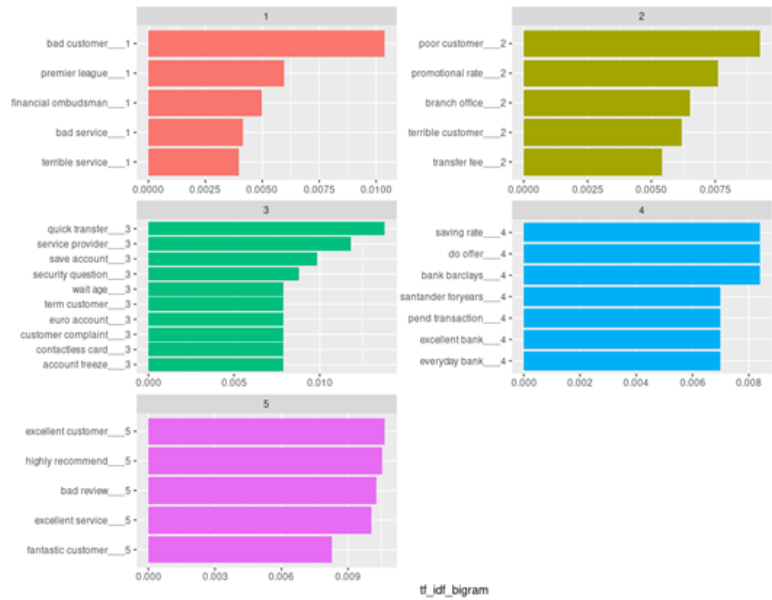 1
bad customer___1
premier league___1
financial ombudsman___1
bad service___1
terrible service___1
0.0000 0.0025 0.0050 0.0075 0.0100
2
poor customer___2
promotional rate___2
branch office___2
terrible customer___2
transfer fee___2
0.0000 0.0025 0.0050 0.0075
3
quick transfer___3
service provider___3
save account___3
security question___3
wait age___3
term customer___3
euro account___3
customer complaint___3
contactless card___3
account freeze___3
0.000 0.005 0.010
4
saving rate___4
do offer___4
bank barclays___4
santander foryears___4
pend transaction___4
excellent bank___4
everyday bank___4
0.000 0.002 0.004 0.006 0.008
5
excellent customer___5
highly recommend___5
bad review___5
excellent service___5
fantastic customer___5
0.000 0.003 0.006 0.009
tf_idf_bigram